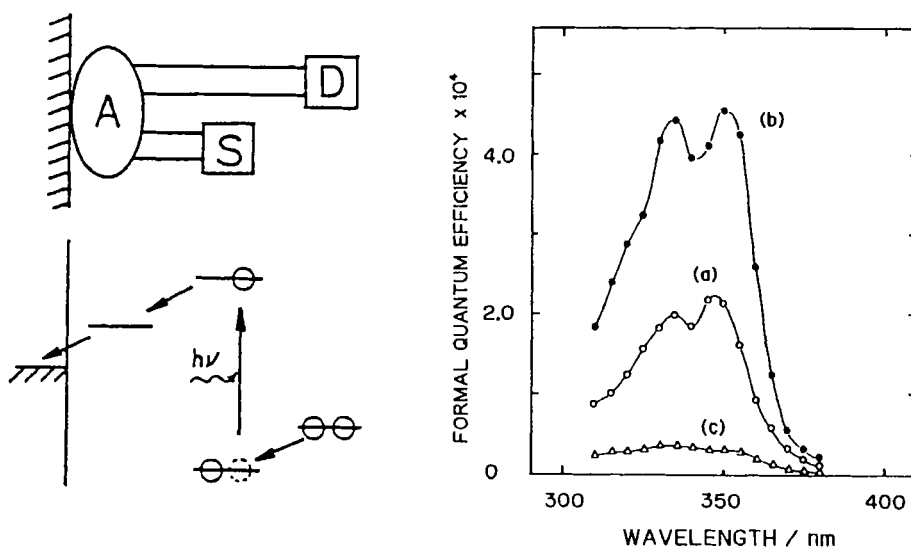 A
D
S
hν
FORMAL QUANTUM EFFICIENCY × 10⁴
4.0
2.0
0
(b)
(a)
(c)
300
350
400
WAVELENGTH / nm